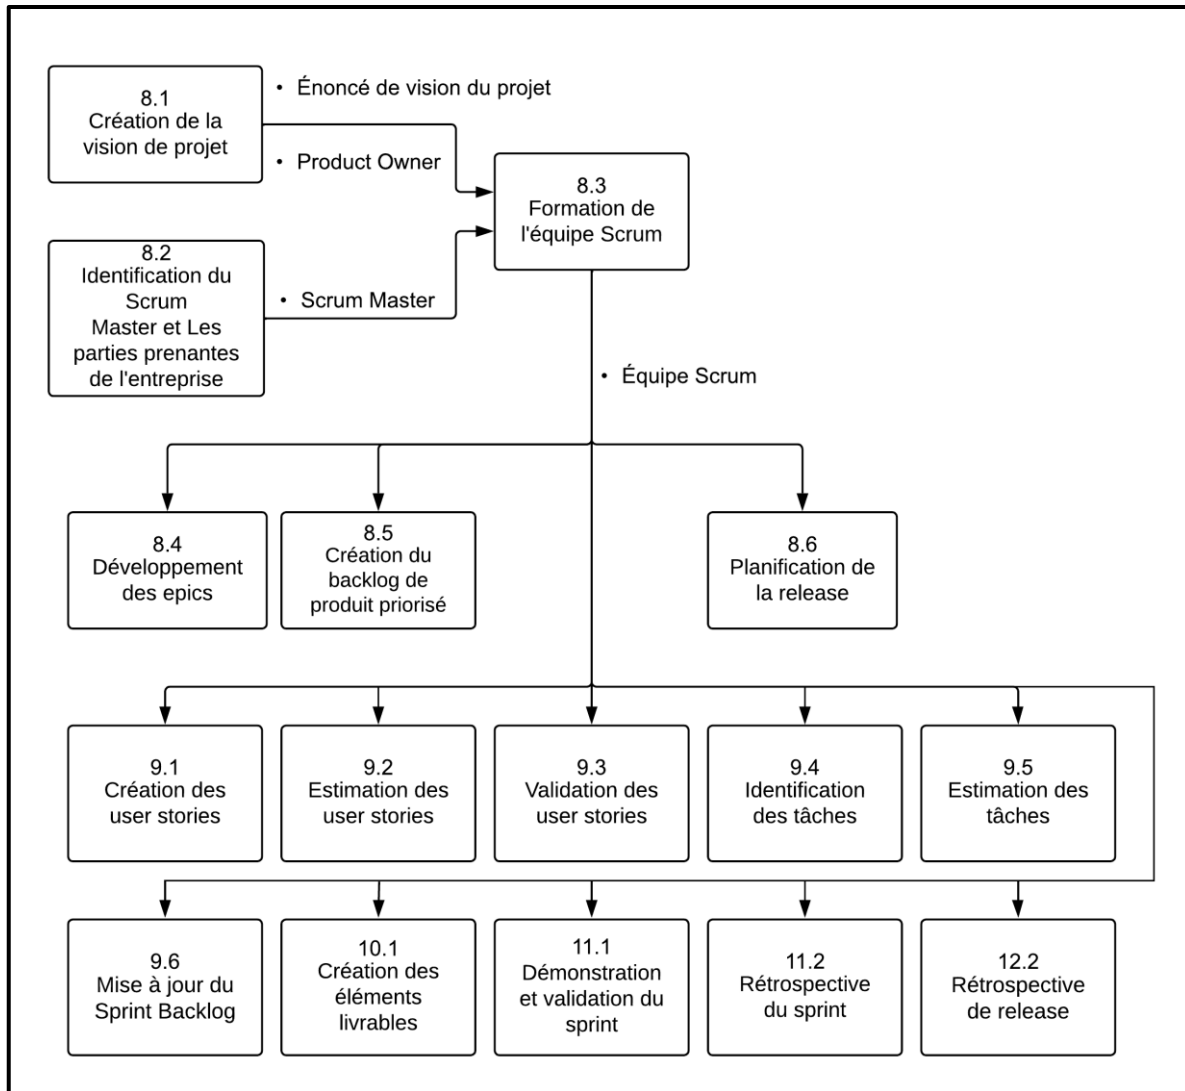 8.1
Création de la
vision de projet
• Énoncé de vision du projet
• Product Owner
8.2
Identification du
Scrum
Master et Les
parties prenantes
de l'entreprise
• Scrum Master
8.3
Formation de
l'équipe Scrum
• Équipe Scrum
8.4
Développement
des epics
8.5
Création du
backlog de
produit priorisé
8.6
Planification de
la release
9.1
Création des
user stories
9.2
Estimation des
user stories
9.3
Validation des
user stories
9.4
Identification
des tâches
9.5
Estimation des
tâches
9.6
Mise à jour du
Sprint Backlog
10.1
Création des
éléments
livrables
11.1
Démonstration
et validation du
sprint
11.2
Rétrospective
du sprint
12.2
Rétrospective
de release